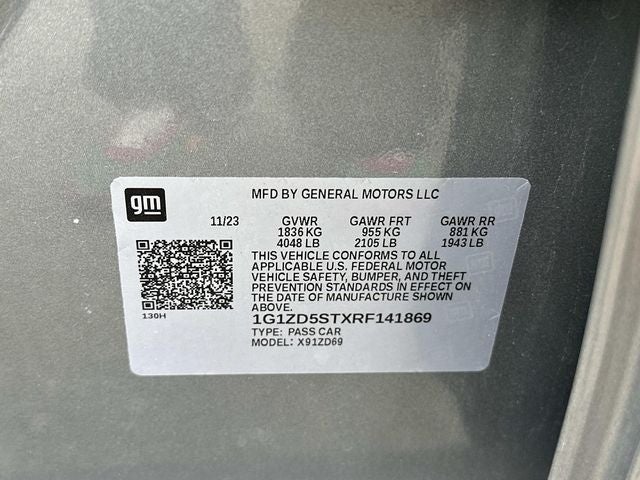 gm
MFD BY GENERAL MOTORS LLC
11/23 GVWR GAWR FRT GAWR RR
1836 KG 955 KG 881 KG
4048 LB 2105 LB 1943 LB
THIS VEHICLE CONFORMS TO ALL
APPLICABLE U.S. FEDERAL MOTOR
VEHICLE SAFETY, BUMPER, AND THEFT
PREVENTION STANDARDS IN EFFECT ON
THE DATE OF MANUFACTURE SHOWN
ABOVE.
130H
1G1ZD5STXRF141869
TYPE: PASS CAR
MODEL: X91ZD69